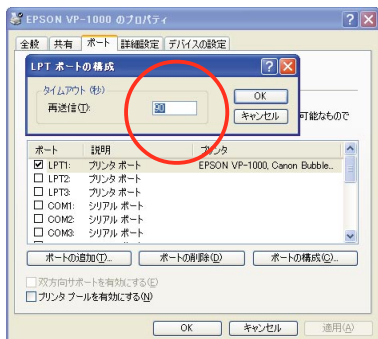 EPSON VP-1000 のプロパティ
全般 共有 ポート 詳細設定 デバイスの設定
LPT ポートの構成
タイムアウト (秒)
再送信(T): 90
OK
キャンセル
可能なもので
ポート 説明 プリンタ
LPT1: プリンタ ポート EPSON VP-1000, Canon Bubble...
LPT2: プリンタ ポート
LPT3: プリンタ ポート
COM1: シリアル ポート
COM2: シリアル ポート
COM3: シリアル ポート
ポートの追加(T)... ポートの削除(D) ポートの構成(C)...
双方向サポートを有効にする(E)
プリンタ プールを有効にする(N)
OK キャンセル 適用(A)